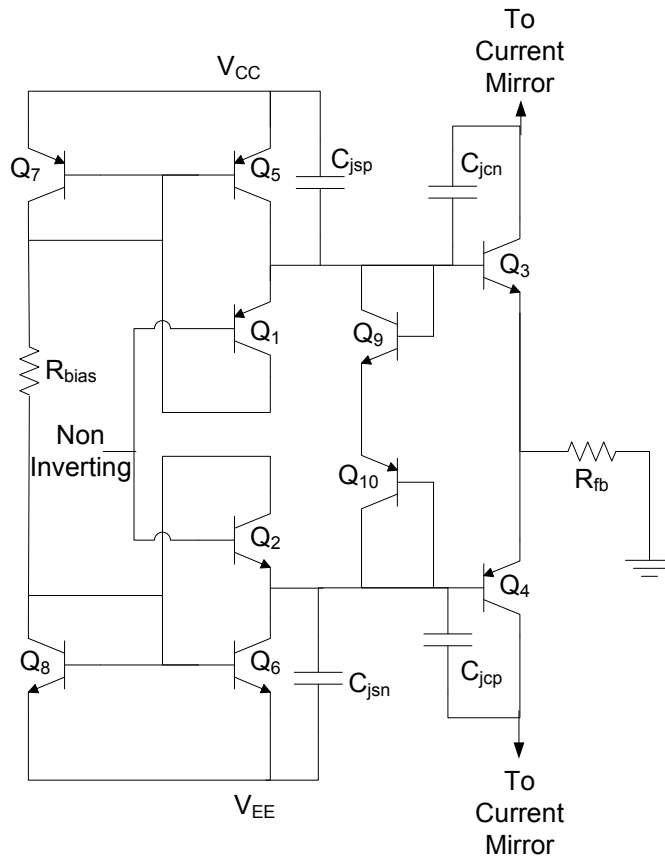 To
Current
Mirror
V_CC
Q_7
Q_5
C_jsp
C_jcn
Q_3
Q_1
Q_9
R_bias
Non
Inverting
Q_10
R_fb
Q_2
Q_4
Q_8
Q_6
C_jsn
C_jcp
V_EE
To
Current
Mirror